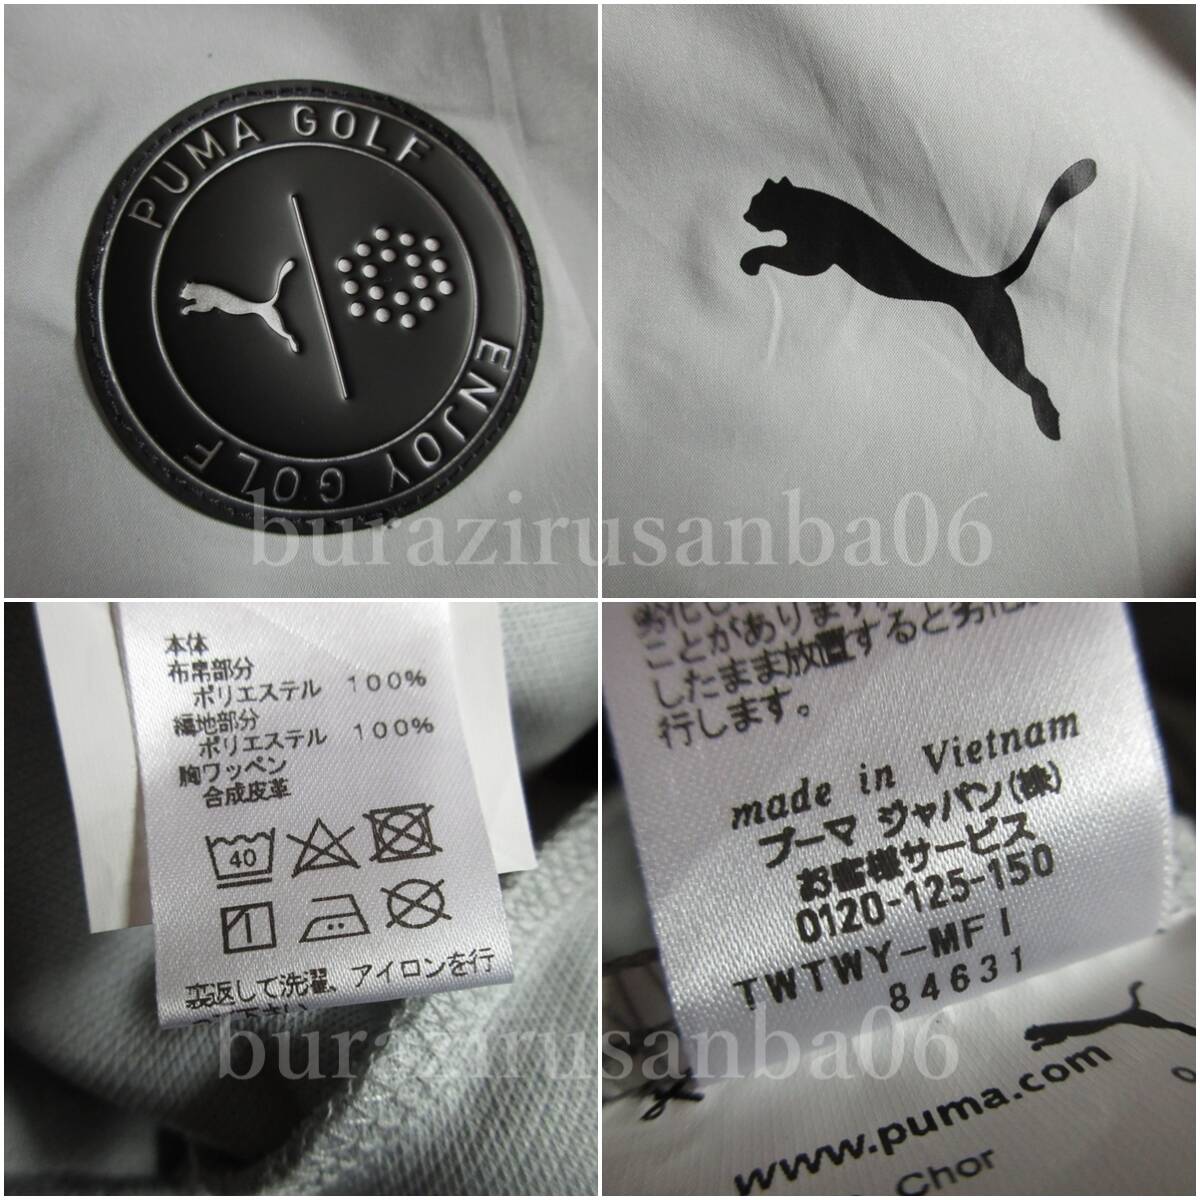 PUMA GOLF
ENJOY GOLF
burazirusanba06
本体
布帛部分
ポリエステル 100%
編地部分
ポリエステル 100%
胸ワッペン
合成皮革
40
裏返して洗濯、アイロンを行
ことがあります。
したまま放置すると劣化
行します。
made in Vietnam
プーマ ジャパン(株)
お客様サービス
0120-125-150
TWTWY-MFI
84631
www.puma.com
Chor
burazirusanba06